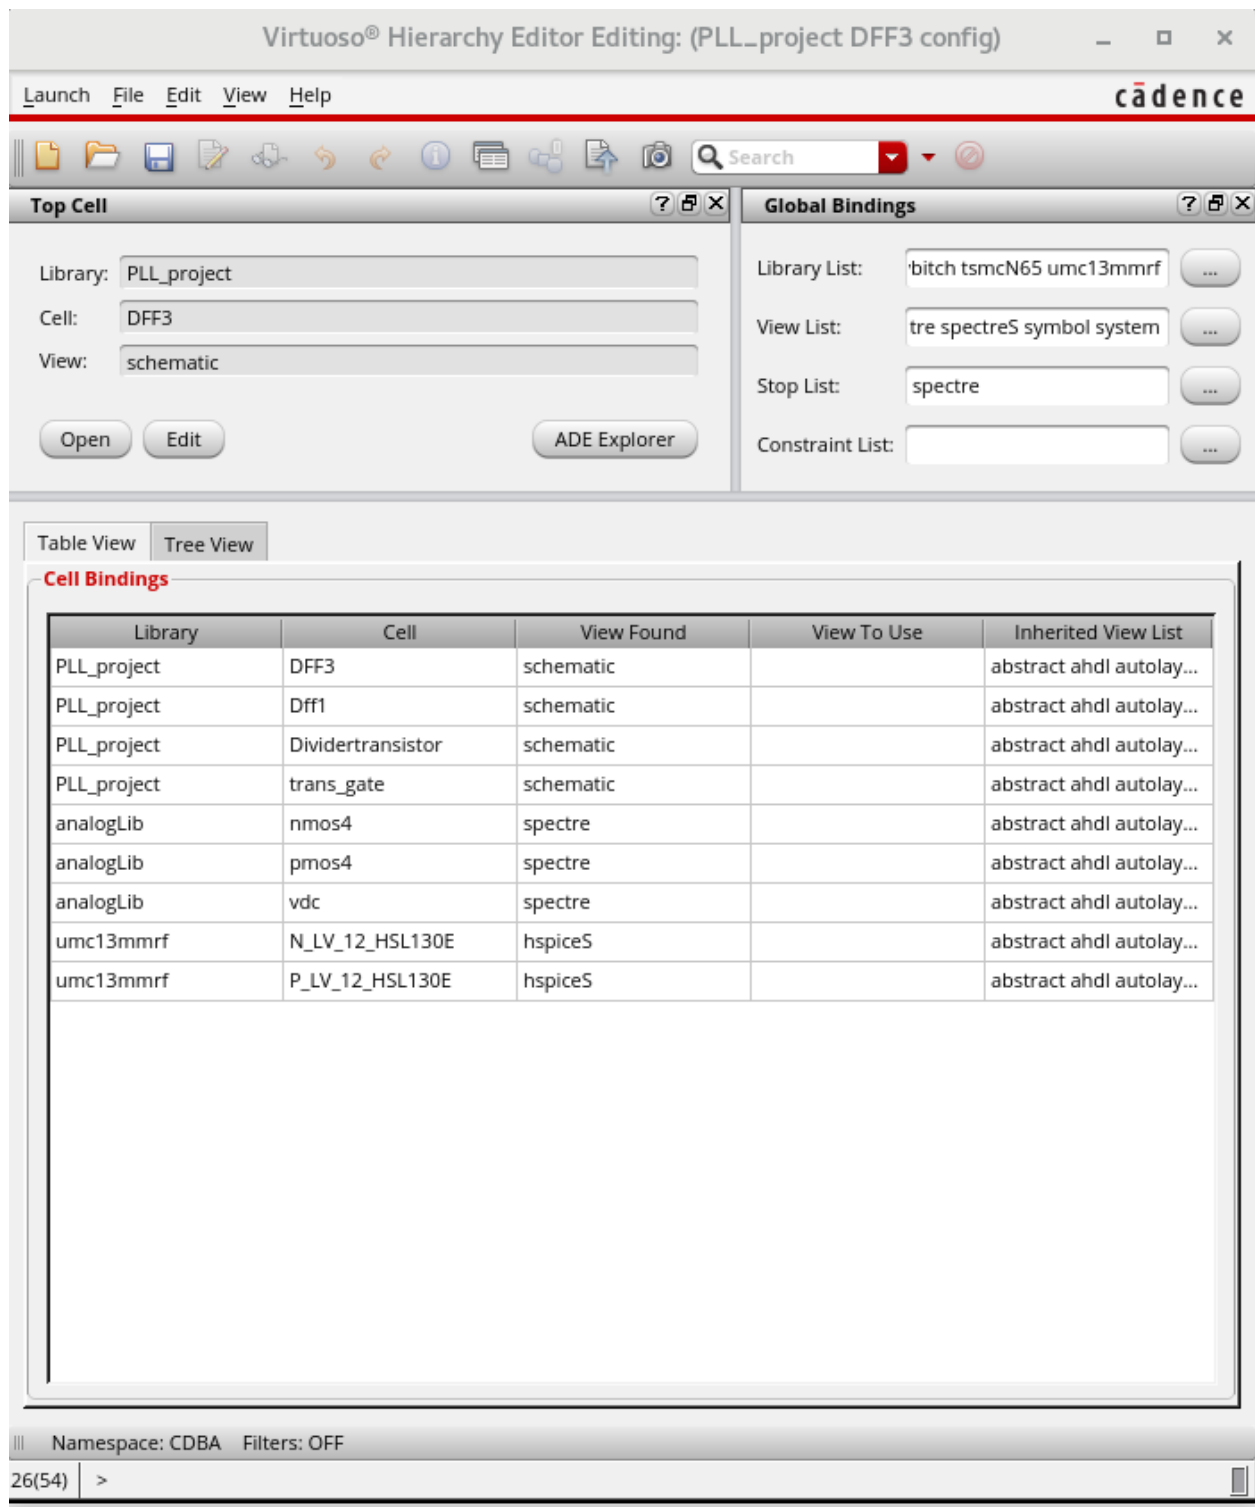 Virtuoso® Hierarchy Editor Editing: (PLL_project DFF3 config)
Launch File Edit View Help cādence
Search
Top Cell
Global Bindings
Library: PLL_project
Cell: DFF3
View: schematic
Open Edit ADE Explorer
Library List: bitch tsmcN65 umc13mmrf ...
View List: tre spectreS symbol system ...
Stop List: spectre ...
Constraint List: ...
Table View Tree View
Cell Bindings
Library Cell View Found View To Use Inherited View List
PLL_project DFF3 schematic abstract ahdl autolay...
PLL_project Dff1 schematic abstract ahdl autolay...
PLL_project Dividertransistor schematic abstract ahdl autolay...
PLL_project trans_gate schematic abstract ahdl autolay...
analogLib nmos4 spectre abstract ahdl autolay...
analogLib pmos4 spectre abstract ahdl autolay...
analogLib vdc spectre abstract ahdl autolay...
umc13mmrf N_LV_12_HSL130E hspiceS abstract ahdl autolay...
umc13mmrf P_LV_12_HSL130E hspiceS abstract ahdl autolay...
Namespace: CDBA Filters: OFF
26(54) >